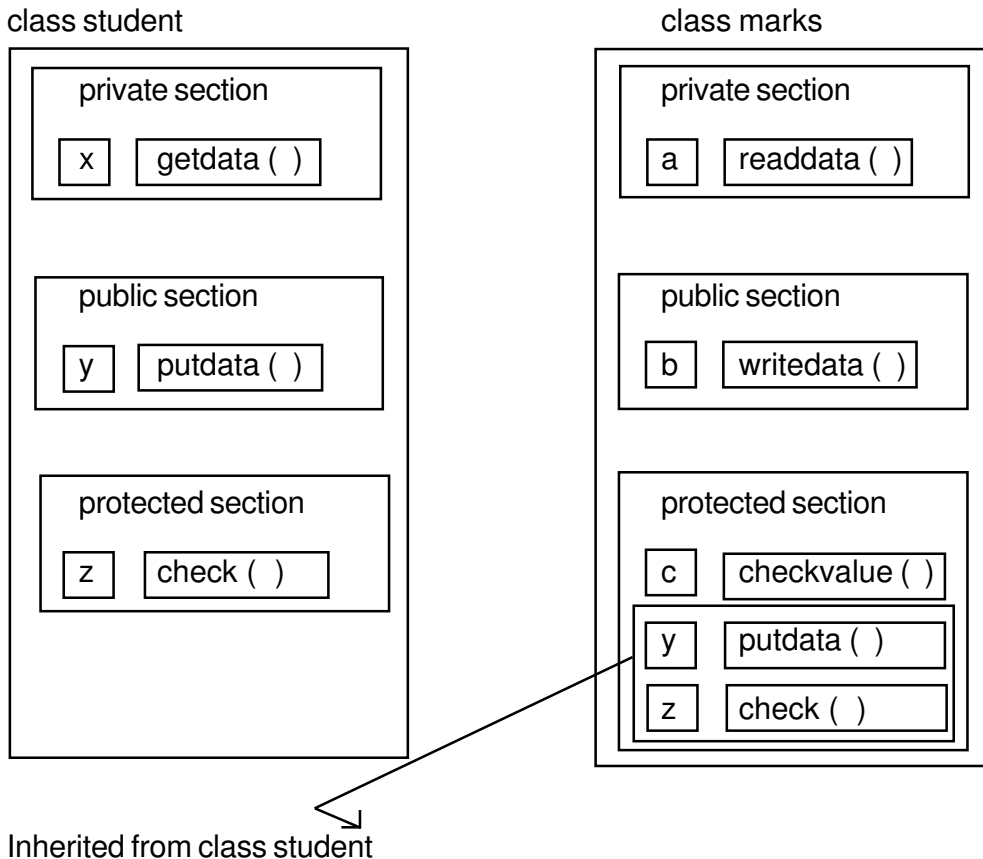 class student
private section
x getdata ( )
public section
y putdata ( )
protected section
z check ( )
class marks
private section
a readdata ( )
public section
b writedata ( )
protected section
c checkvalue ( )
y putdata ( )
z check ( )
Inherited from class student